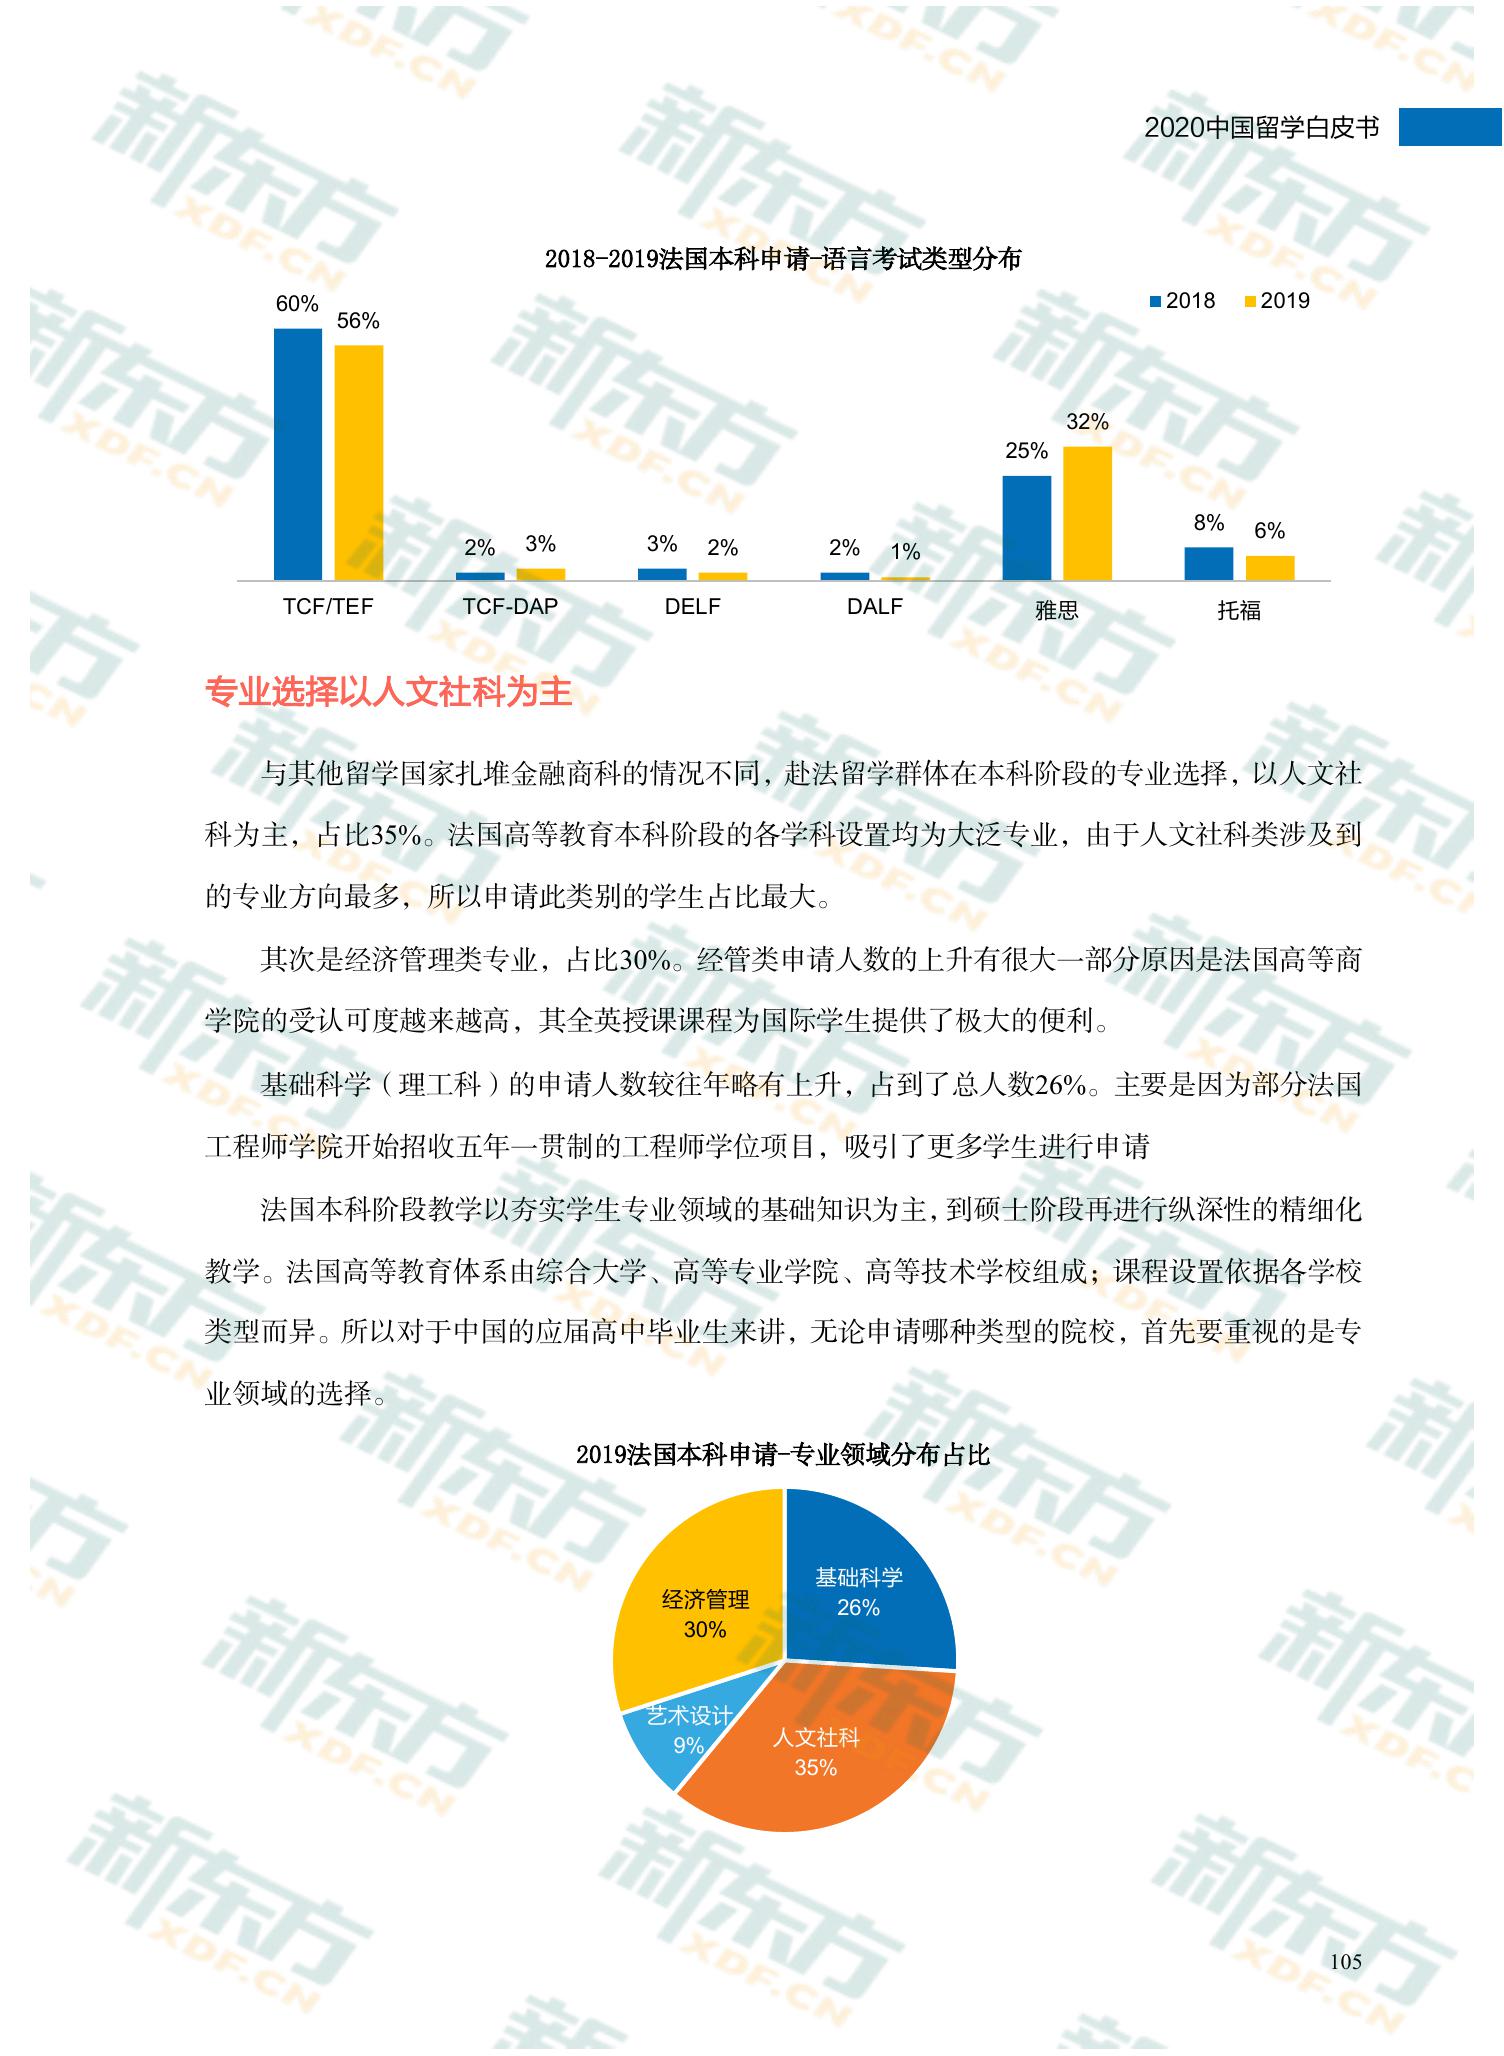 2020中国留学白皮书
2018-2019法国本科申请-语言考试类型分布
2018 2019
60% 56% 2% 3% 3% 2% 2% 1% 25% 32% 8% 6%
TCF/TEF TCF-DAP DELF DALF 雅思 托福
专业选择以人文社科为主
与其他留学国家扎堆金融商科的情况不同，赴法留学群体在本科阶段的专业选择，以人文社
科为主，占比35%。法国高等教育本科阶段的各学科设置均为大泛专业，由于人文社科类涉及到
的专业方向最多，所以申请此类别的学生占比最大。
其次是经济管理类专业，占比30%。经管类申请人数的上升有很大一部分原因是法国高等商
学院的受认可度越来越高，其全英授课课程为国际学生提供了极大的便利。
基础科学（理工科）的申请人数较往年略有上升，占到了总人数26%。主要是因为部分法国
工程师学院开始招收五年一贯制的工程师学位项目，吸引了更多学生进行申请
法国本科阶段教学以夯实学生专业领域的基础知识为主，到硕士阶段再进行纵深性的精细化
教学。法国高等教育体系由综合大学、高等专业学院、高等技术学校组成；课程设置依据各学校
类型而异。所以对于中国的应届高中毕业生来讲，无论申请哪种类型的院校，首先要重视的是专
业领域的选择。
2019法国本科申请-专业领域分布占比
基础科学
26%
经济管理
30%
艺术设计
9%
人文社科
35%
105
新东方
XDF.CN